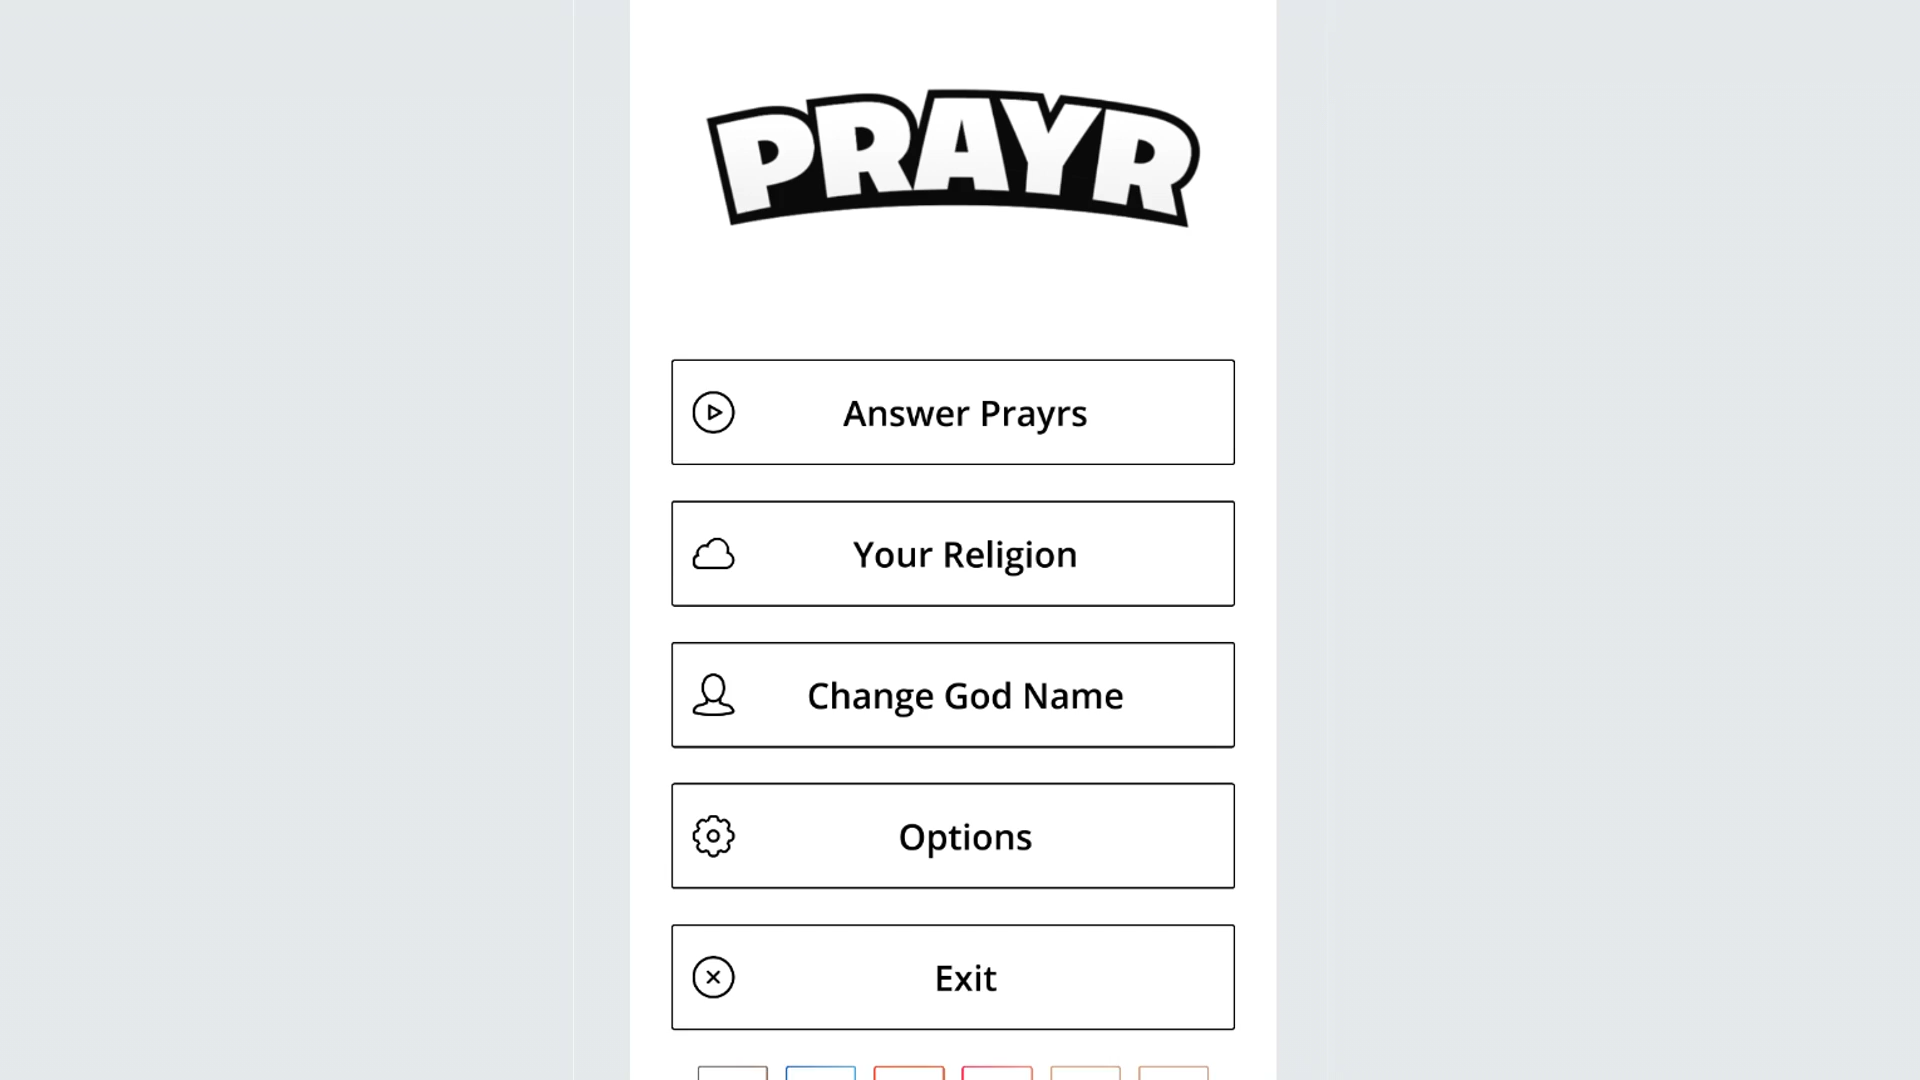 PRAYR
Answer Prayrs
Your Religion
Change God Name
Options
Exit